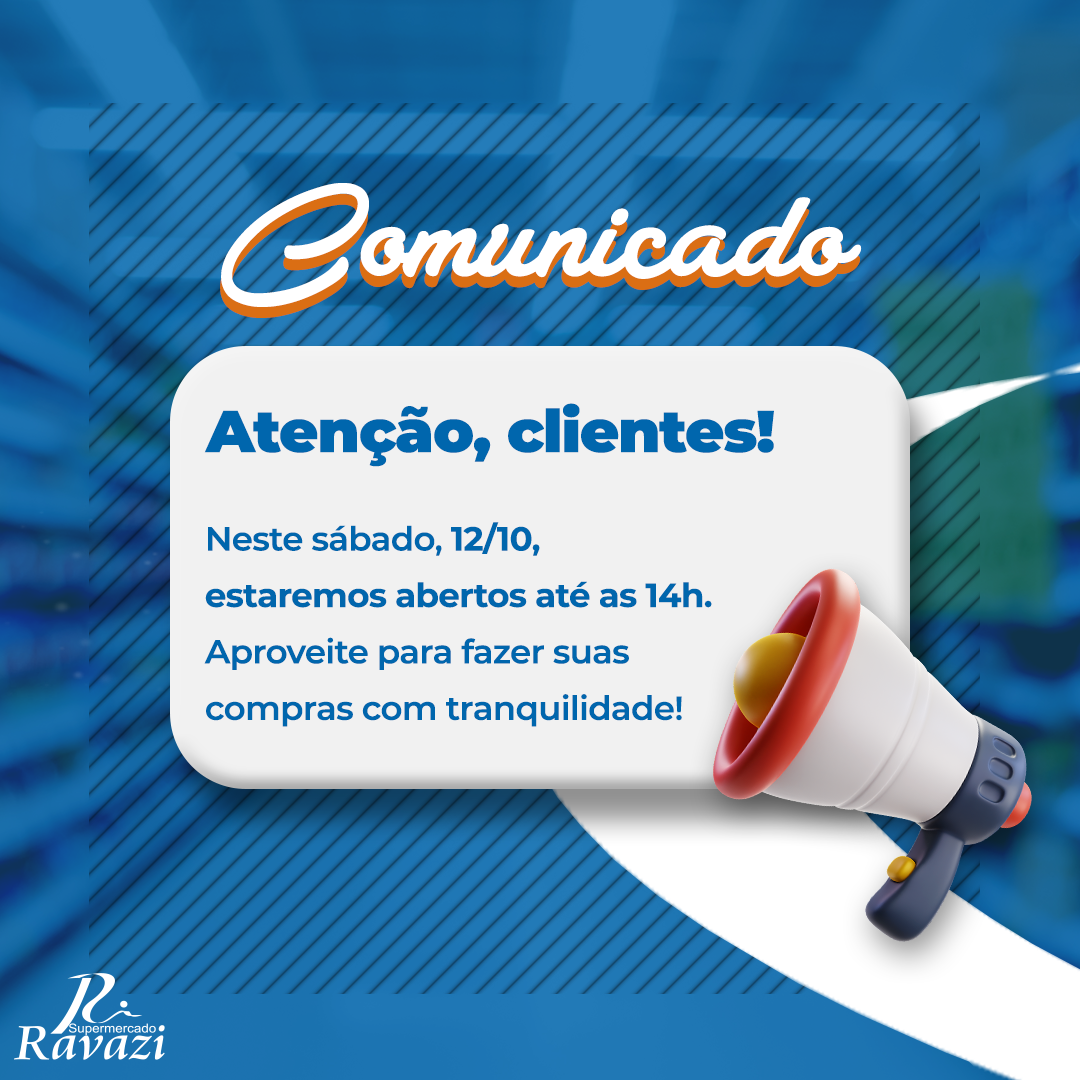 Comunicado
Atenção, clientes!
Neste sábado, 12/10,
estaremos abertos até as 14h.
Aproveite para fazer suas
compras com tranquilidade!
R
Supermercado
Ravazi